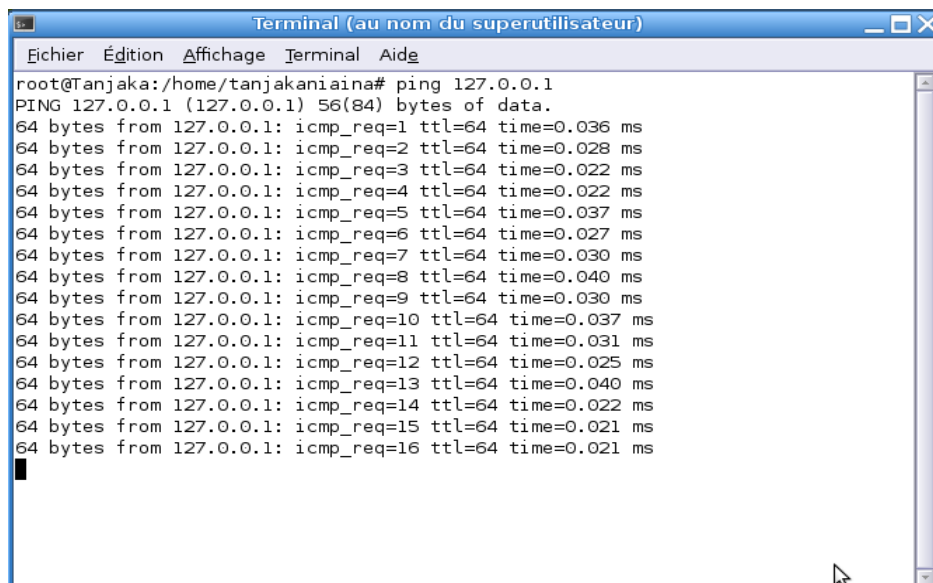 Terminal (au nom du superutilisateur)
Fichier Édition Affichage Terminal Aide
root@Tanjaka:/home/tanjakaniaina# ping 127.0.0.1
PING 127.0.0.1 (127.0.0.1) 56(84) bytes of data.
64 bytes from 127.0.0.1: icmp_req=1 ttl=64 time=0.036 ms
64 bytes from 127.0.0.1: icmp_req=2 ttl=64 time=0.028 ms
64 bytes from 127.0.0.1: icmp_req=3 ttl=64 time=0.022 ms
64 bytes from 127.0.0.1: icmp_req=4 ttl=64 time=0.022 ms
64 bytes from 127.0.0.1: icmp_req=5 ttl=64 time=0.037 ms
64 bytes from 127.0.0.1: icmp_req=6 ttl=64 time=0.027 ms
64 bytes from 127.0.0.1: icmp_req=7 ttl=64 time=0.030 ms
64 bytes from 127.0.0.1: icmp_req=8 ttl=64 time=0.040 ms
64 bytes from 127.0.0.1: icmp_req=9 ttl=64 time=0.030 ms
64 bytes from 127.0.0.1: icmp_req=10 ttl=64 time=0.037 ms
64 bytes from 127.0.0.1: icmp_req=11 ttl=64 time=0.031 ms
64 bytes from 127.0.0.1: icmp_req=12 ttl=64 time=0.025 ms
64 bytes from 127.0.0.1: icmp_req=13 ttl=64 time=0.040 ms
64 bytes from 127.0.0.1: icmp_req=14 ttl=64 time=0.022 ms
64 bytes from 127.0.0.1: icmp_req=15 ttl=64 time=0.021 ms
64 bytes from 127.0.0.1: icmp_req=16 ttl=64 time=0.021 ms